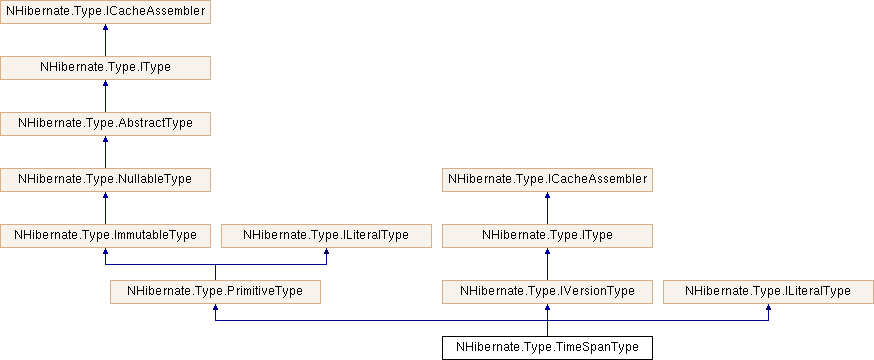 NHibernate.Type.ICacheAssembler
NHibernate.Type.IType
NHibernate.Type.AbstractType
NHibernate.Type.NullableType
NHibernate.Type.ICacheAssembler
NHibernate.Type.ImmutableType
NHibernate.Type.ILiteralType
NHibernate.Type.IType
NHibernate.Type.PrimitiveType
NHibernate.Type.IVersionType
NHibernate.Type.ILiteralType
NHibernate.Type.TimeSpanType